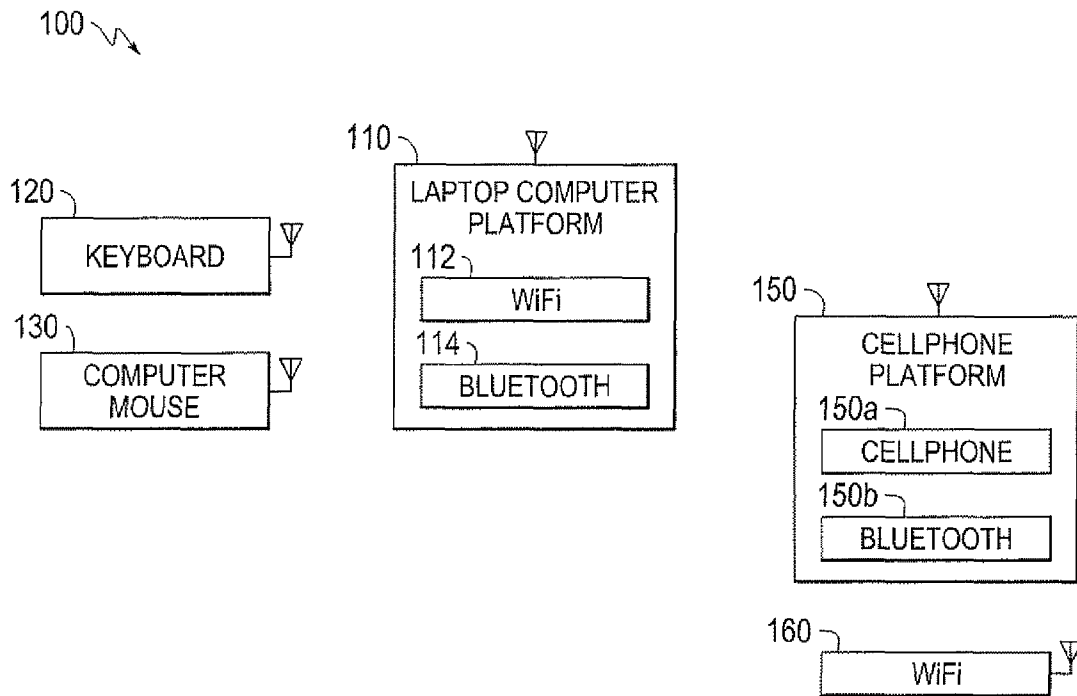 100
110
LAPTOP COMPUTER
PLATFORM
112
WiFi
114
BLUETOOTH
120
KEYBOARD
130
COMPUTER
MOUSE
150
CELLPHONE
PLATFORM
150a
CELLPHONE
150b
BLUETOOTH
160
WiFi